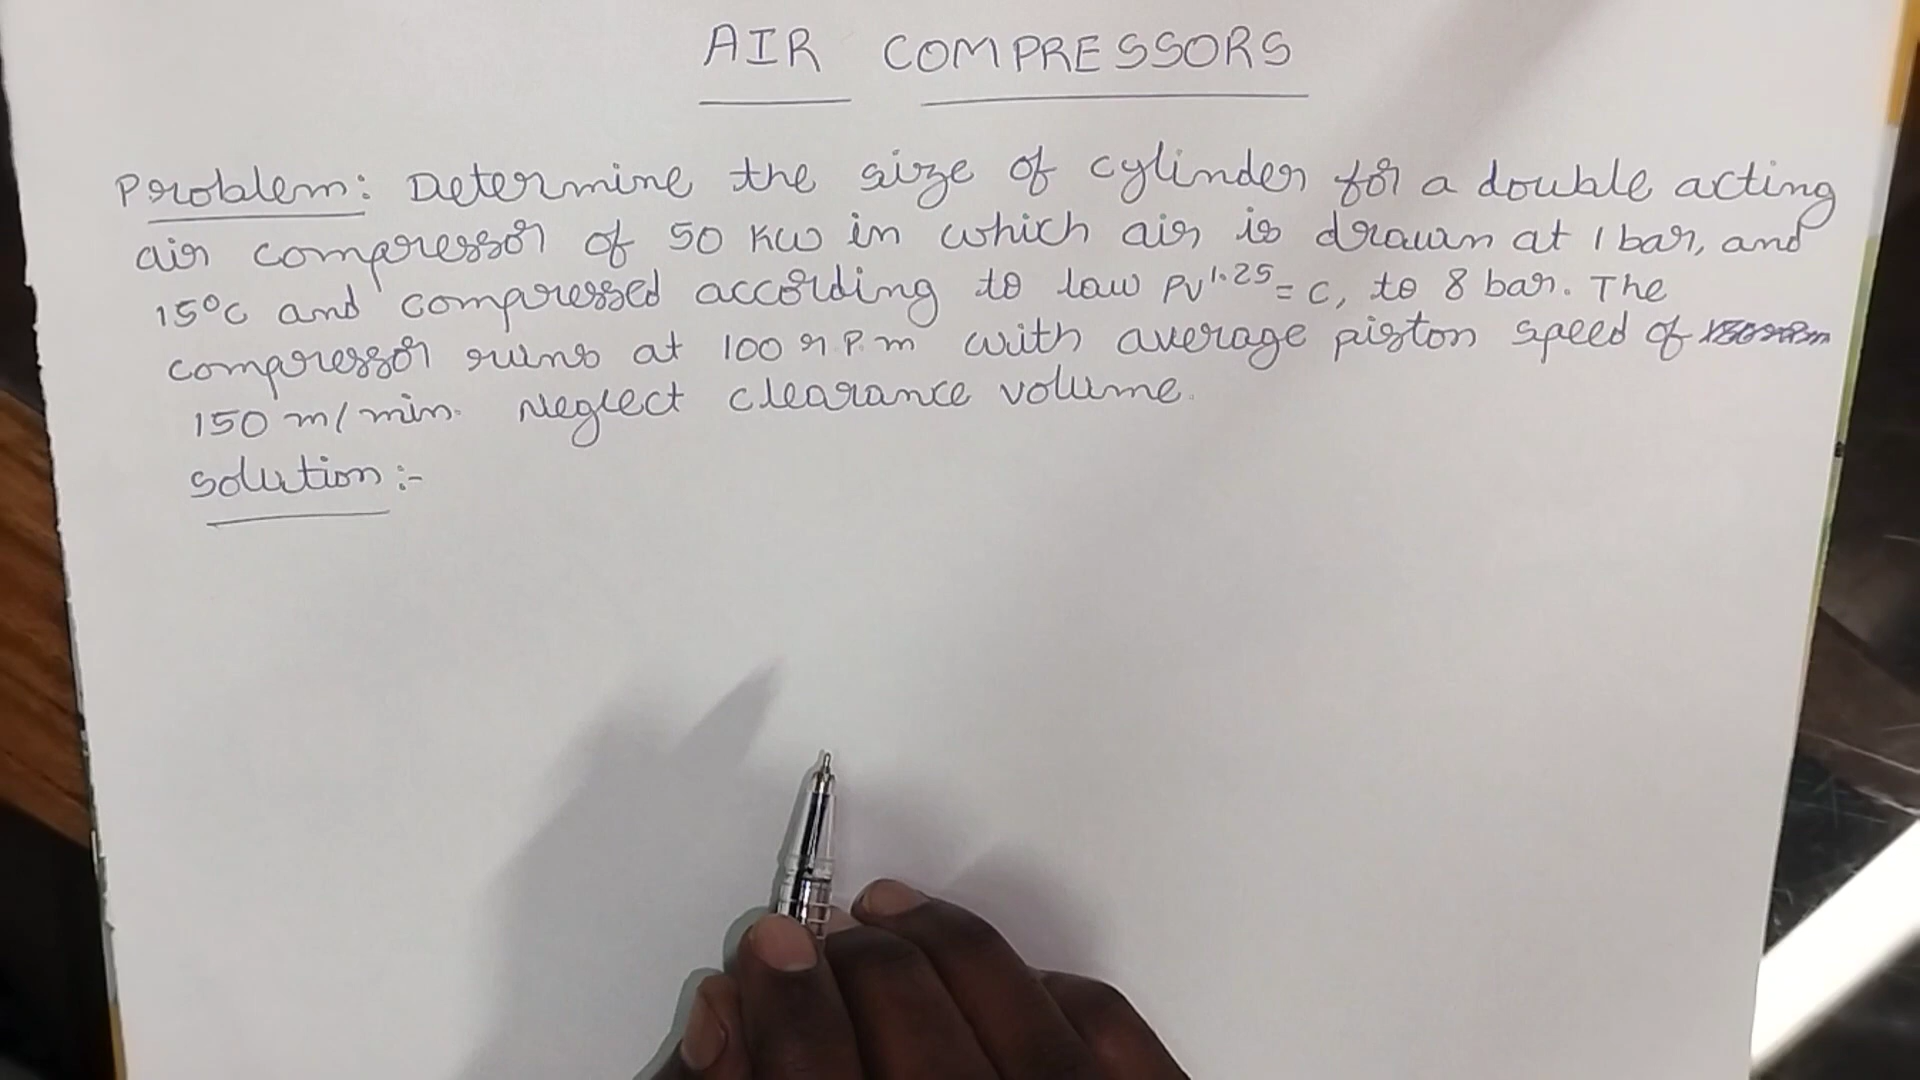 AIR COMPRESSORS
Problem: Determine the size of cylinder for a double acting
air compressor of 50 KW in which air is drawn at 1 bar, and
15°C and compressed according to law PV^1.25 = C, to 8 bar. The
compressor runs at 100 r.P.m with average piston speed of
150 m/min. Neglect clearance volume.
Solution:-